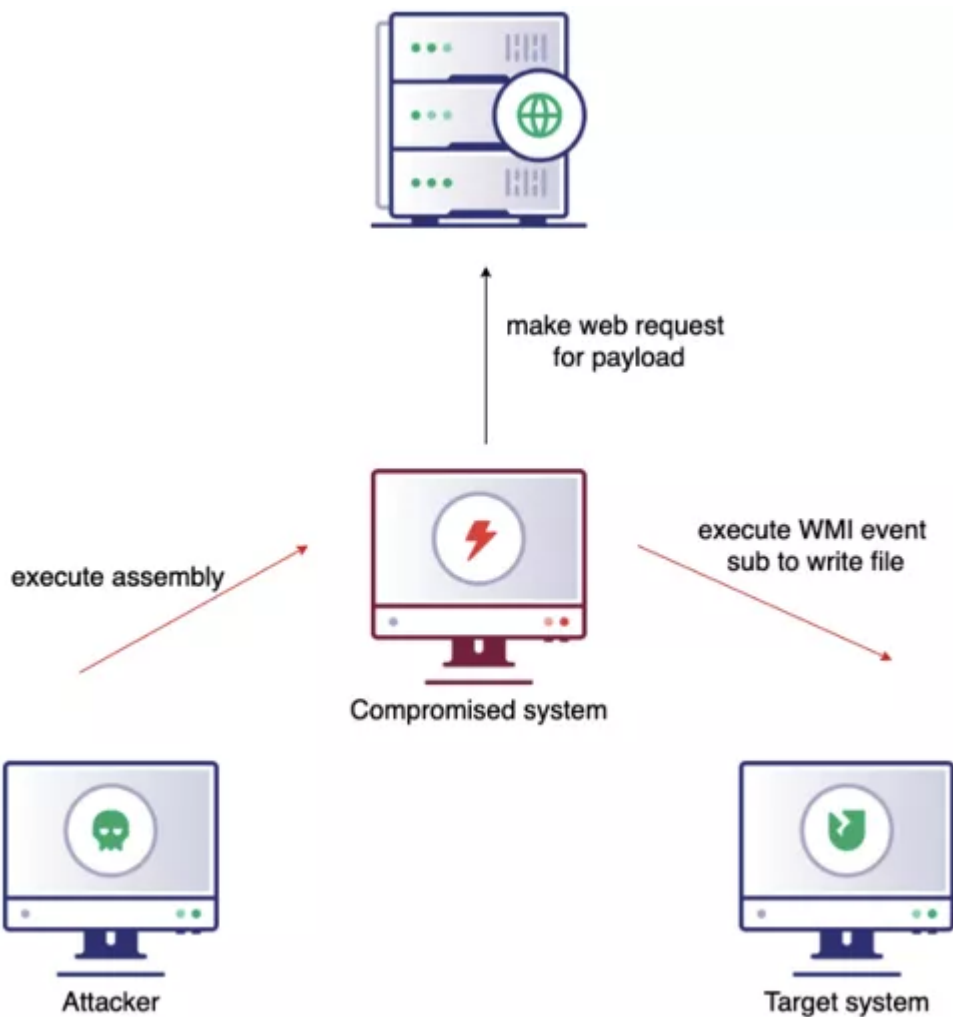 make web request
for payload
execute WMI event
sub to write file
execute assembly
Compromised system
Attacker
Target system